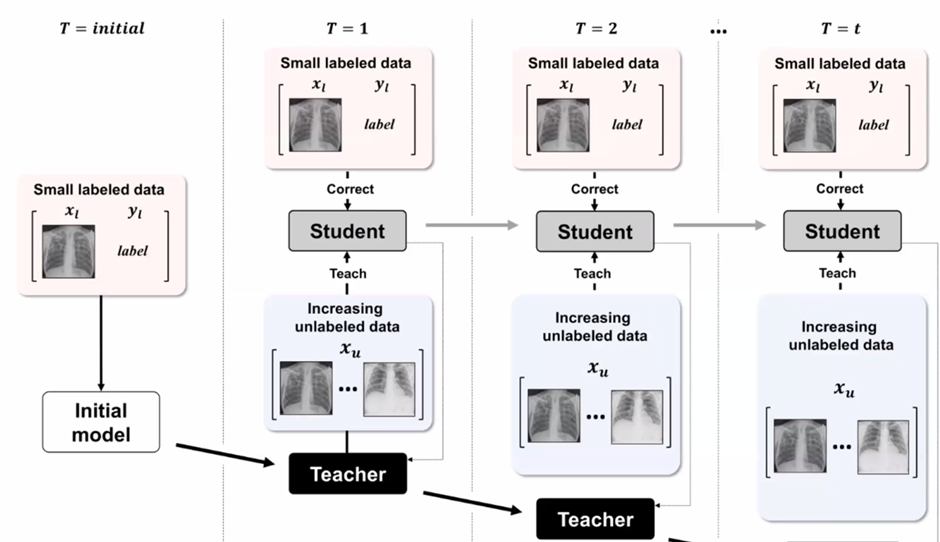 T = initial
Small labeled data
x_l y_l
label
Initial
model
T = 1
Small labeled data
x_l y_l
label
Correct
Student
Teach
Increasing
unlabeled data
x_u
...
Teacher
T = 2
Small labeled data
x_l y_l
label
Correct
Student
Teach
Increasing
unlabeled data
x_u
...
Teacher
...
T = t
Small labeled data
x_l y_l
label
Correct
Student
Teach
Increasing
unlabeled data
x_u
...